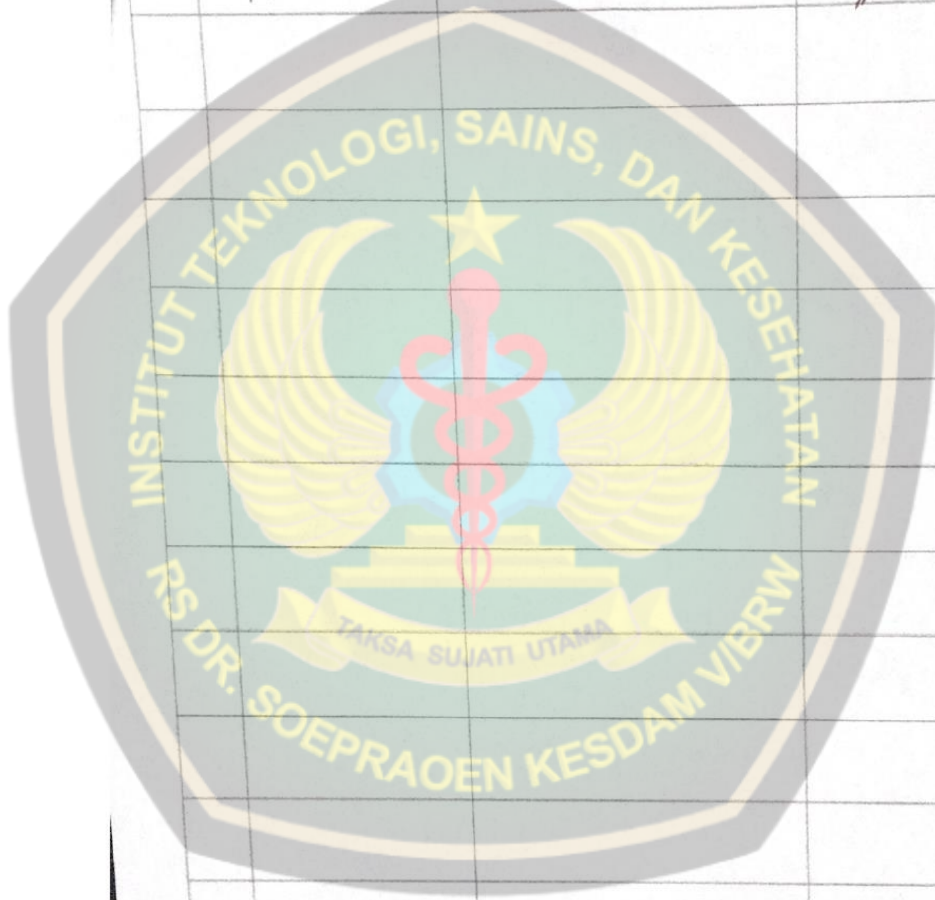 INSTITUT TEKNOLOGI, SAINS, DAN KESEHATAN
TAKSA SUJATI UTAMA
RS DR. SOEPRAOEN KESDAM V/BRW